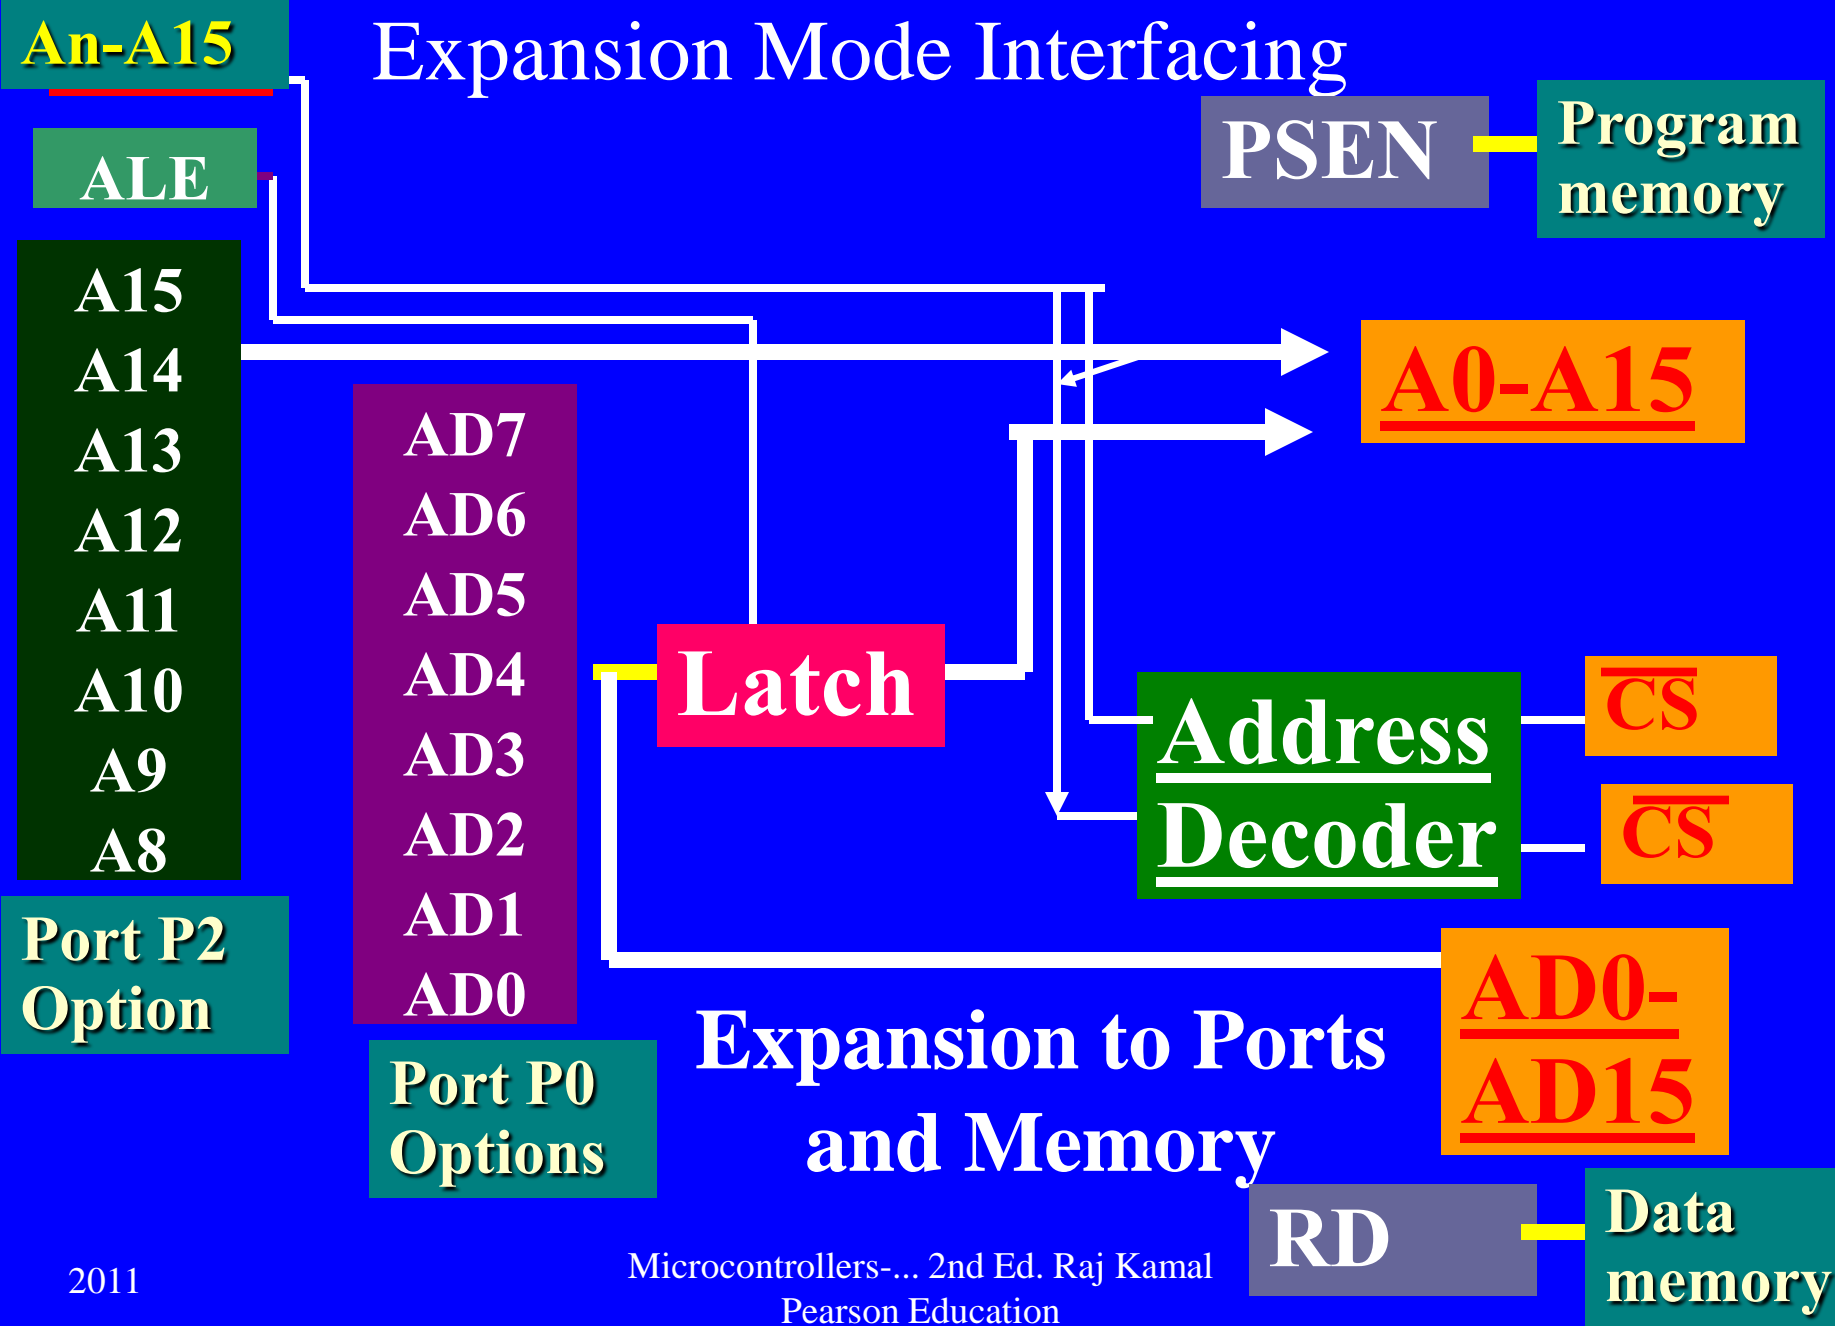 An-A15
Expansion Mode Interfacing
PSEN
Program
memory
ALE
A15
A14
A13
A12
A11
A10
A9
A8
Port P2
Option
AD7
AD6
AD5
AD4
AD3
AD2
AD1
AD0
Port P0
Options
Latch
A0-A15
Address
Decoder
CS
CS
AD0-
AD15
Expansion to Ports
and Memory
RD
Data
memory
2011
Microcontrollers-... 2nd Ed. Raj Kamal
Pearson Education